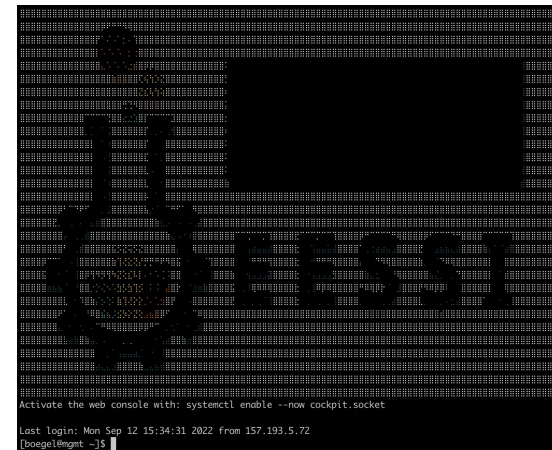 EESSI
Activate the web console with: systemctl enable --now cockpit.socket
Last login: Mon Sep 12 15:34:31 2022 from 157.193.5.72
[boegel@mgmt ~]$